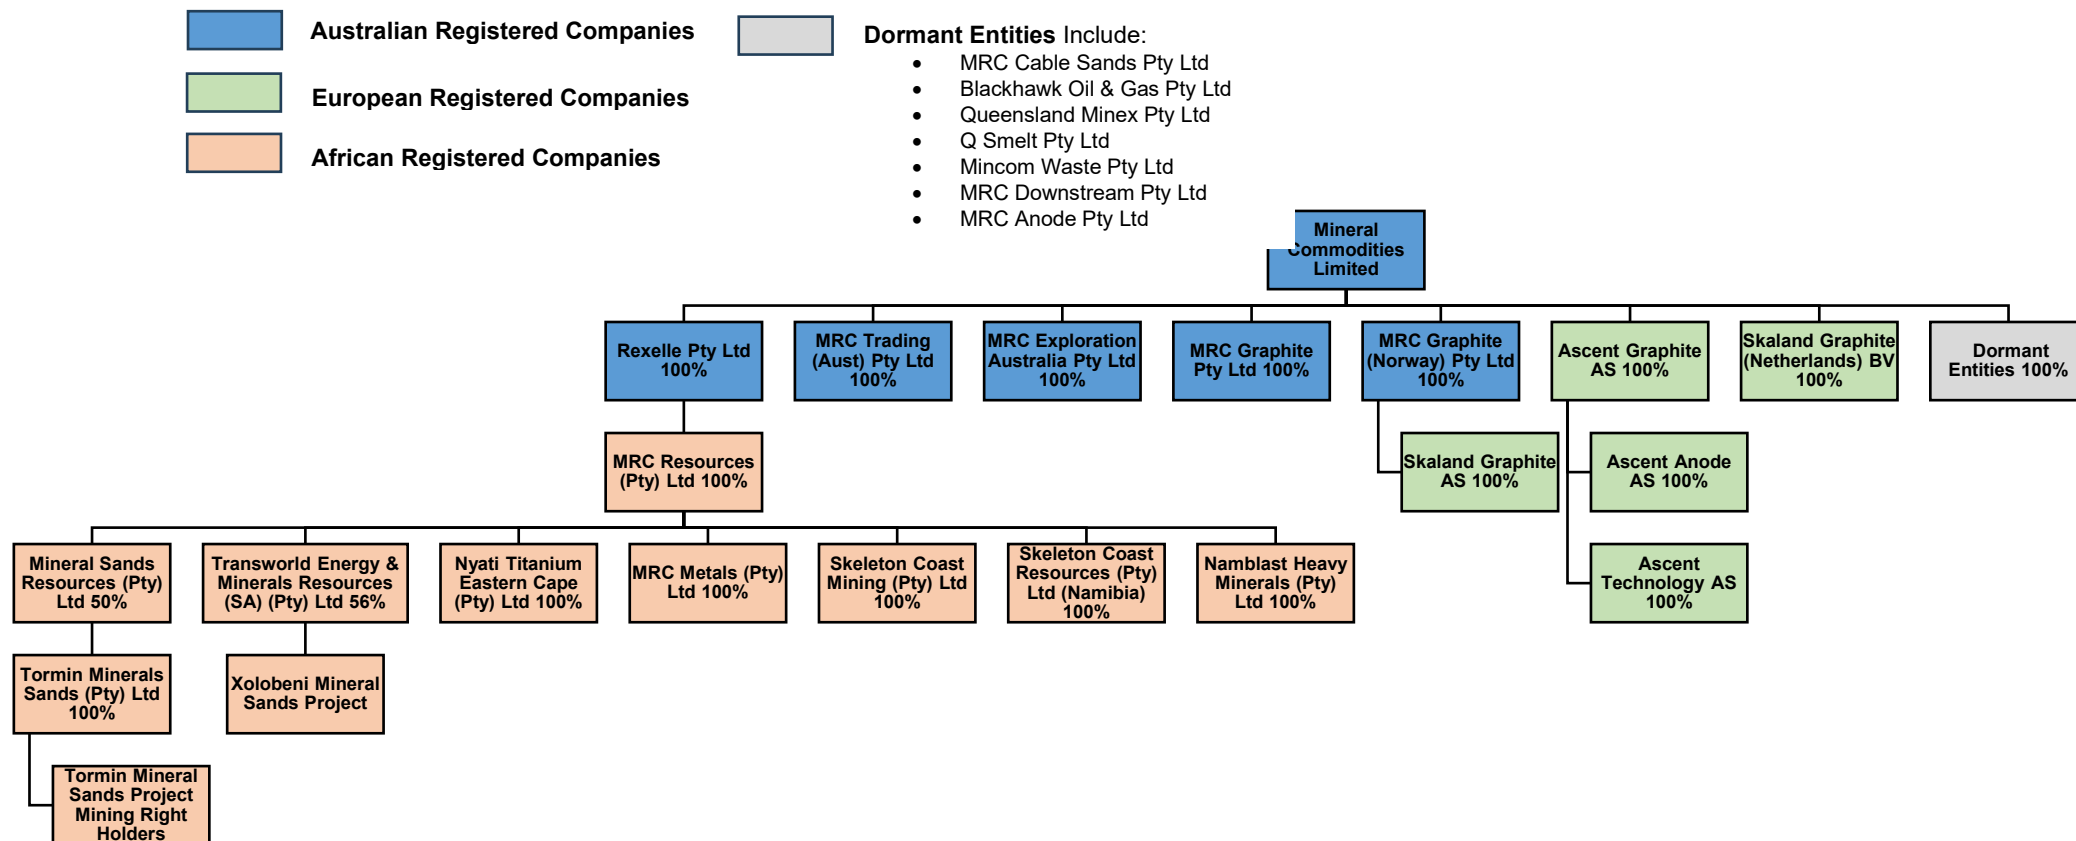 Australian Registered Companies
European Registered Companies
African Registered Companies
Dormant Entities Include:
• MRC Cable Sands Pty Ltd
• Blackhawk Oil & Gas Pty Ltd
• Queensland Minex Pty Ltd
• Q Smelt Pty Ltd
• Mincom Waste Pty Ltd
• MRC Downstream Pty Ltd
• MRC Anode Pty Ltd
Mineral
Commodities
Limited
Rexelle Pty Ltd
100%
MRC Trading
(Aust) Pty Ltd
100%
MRC Exploration
Australia Pty Ltd
100%
MRC Graphite
Pty Ltd 100%
MRC Graphite
(Norway) Pty Ltd
100%
Ascent Graphite
AS 100%
Skaland Graphite
(Netherlands) BV
100%
Dormant
Entities 100%
MRC Resources
(Pty) Ltd 100%
Skaland Graphite
AS 100%
Ascent Anode
AS 100%
Mineral Sands
Resources (Pty)
Ltd 50%
Transworld Energy &
Minerals Resources
(SA) (Pty) Ltd 56%
Nyati Titanium
Eastern Cape
(Pty) Ltd 100%
MRC Metals (Pty)
Ltd 100%
Skeleton Coast
Mining (Pty) Ltd
100%
Skeleton Coast
Resources (Pty)
Ltd (Namibia)
100%
Namblast Heavy
Minerals (Pty)
Ltd 100%
Ascent
Technology AS
100%
Tormin Minerals
Sands (Pty) Ltd
100%
Xolobeni Mineral
Sands Project
Tormin Mineral
Sands Project
Mining Right
Holders